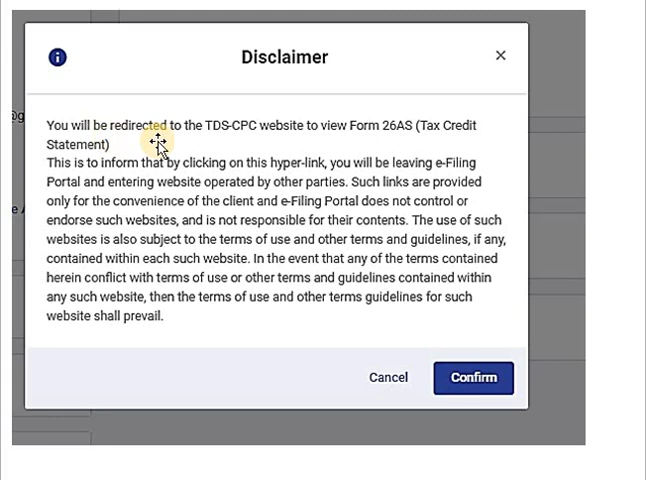 Disclaimer
You will be redirected to the TDS-CPC website to view Form 26AS (Tax Credit
Statement)
This is to inform that by clicking on this hyper-link, you will be leaving e-Filing
Portal and entering website operated by other parties. Such links are provided
only for the convenience of the client and e-Filing Portal does not control or
endorse such websites, and is not responsible for their contents. The use of such
websites is also subject to the terms of use and other terms and guidelines, if any,
contained within each such website. In the event that any of the terms contained
herein conflict with terms of use or other terms and guidelines contained within
any such website, then the terms of use and other terms guidelines for such
website shall prevail.
Cancel
Confirm